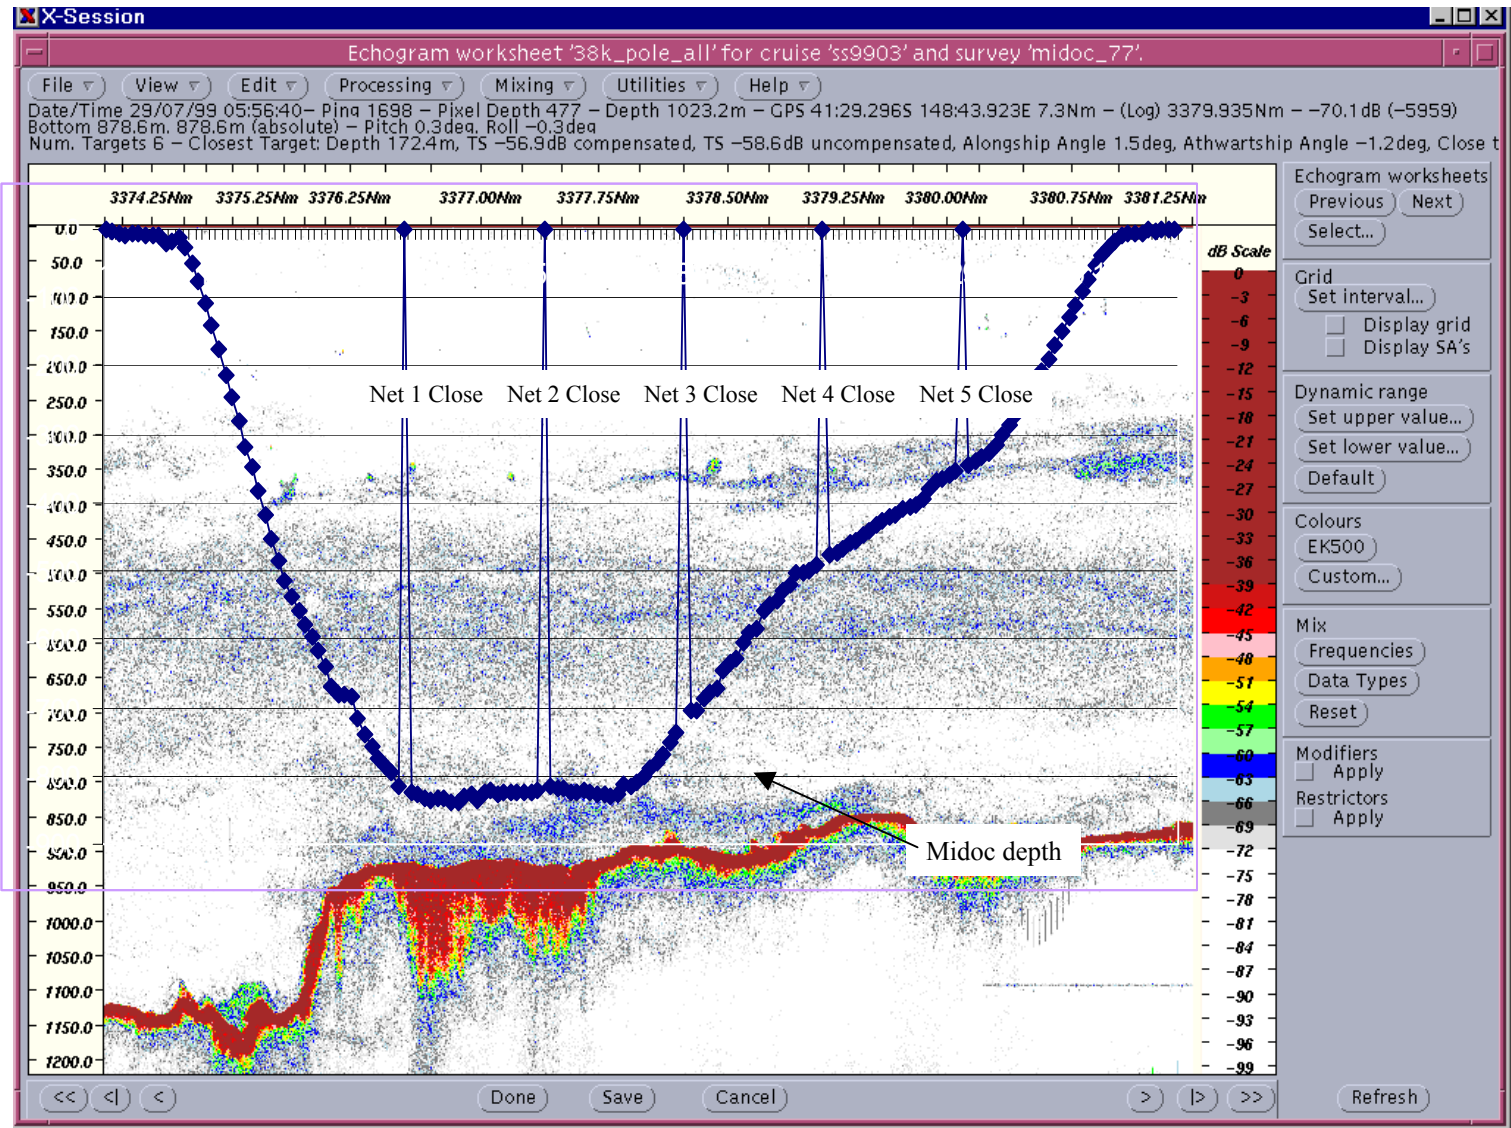 X-Session
Echogram worksheet '38k_pole_all' for cruise 'ss9903' and survey 'midoc_77'.
File View Edit Processing Mixing Utilities Help
Date/Time 29/07/99 05:56:40– Ping 1698 – Pixel Depth 477 – Depth 1023.2m – GPS 41:29.296S 148:43.923E 7.3Nm – (Log) 3379.935Nm – –70.1dB (–5959)
Bottom 878.6m. 878.6m (absolute) – Pitch 0.3deg, Roll –0.3deg
Num. Targets 6 – Closest Target: Depth 172.4m, TS –56.9dB compensated, TS –58.6dB uncompensated, Alongship Angle 1.5deg, Athwartship Angle –1.2deg, Close t
3374.25Nm 3375.25Nm 3376.25Nm 3377.00Nm 3377.75Nm 3378.50Nm 3379.25Nm 3380.00Nm 3380.75Nm 3381.25Nm
0.0
50.0
100.0
150.0
200.0
250.0
300.0
350.0
400.0
450.0
500.0
550.0
600.0
650.0
700.0
750.0
800.0
850.0
900.0
950.0
1000.0
1050.0
1100.0
1150.0
1200.0
Net 1 Close Net 2 Close Net 3 Close Net 4 Close Net 5 Close
Midoc depth
dB Scale
0
–3
–6
–9
–12
–15
–18
–21
–24
–27
–30
–33
–36
–39
–42
–45
–48
–51
–54
–57
–60
–63
–66
–69
–72
–75
–78
–81
–84
–87
–90
–93
–96
–99
Echogram worksheets
Previous Next
Select...
Grid
Set interval...
Display grid
Display SA's
Dynamic range
Set upper value...
Set lower value...
Default
Colours
EK500
Custom...
Mix
Frequencies
Data Types
Reset
Modifiers
Apply
Restrictors
Apply
<< <| < Done Save Cancel > |> >> Refresh